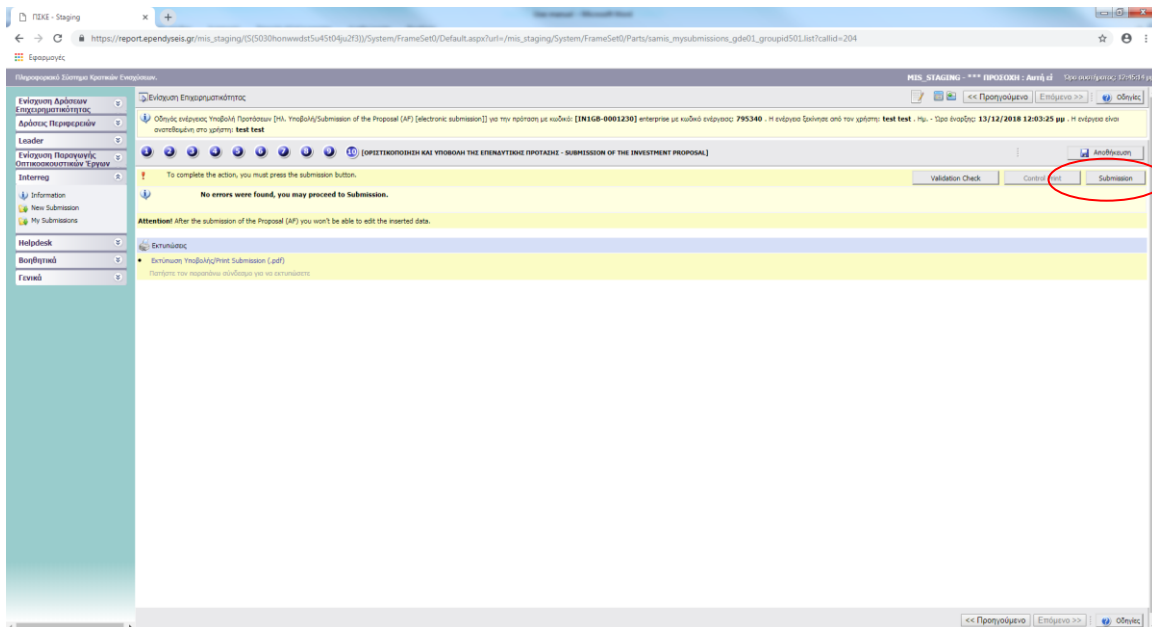 ΠΣΚΕ - Staging
https://report.ependyseis.gr/mis_staging/(S(5030honwwdst5u45t04ju2f3))/System/FrameSet0/Default.aspx?url=/mis_staging/System/FrameSet0/Parts/samis_mysubmissions_gde01_groupid501.list?callid=204
Εφαρμογές
Πληροφοριακό Σύστημα Κρατικών Ενισχύσεων.
MIS_STAGING - *** ΠΡΟΣΟΧΗ : Αυτή εί
Ενίσχυση Δράσεων Επιχειρηματικότητας
Δράσεις Περιφερειών
Leader
Ενίσχυση Παραγωγής Οπτικοακουστικών Έργων
Interreg
Information
New Submission
My Submissions
Helpdesk
Βοηθητικά
Γενικά
Ενίσχυση Επιχειρηματικότητας
<< Προηγούμενο Επόμενο >> Οδηγίες
Οδηγός ενέργειας Υποβολή Προτάσεων [Ηλ. Υποβολή/Submission of the Proposal (AF) [electronic submission]] για την πρόταση με κωδικό: [IN1GB-0001230] enterprise με κωδικό ενέργειας: 795340 . Η ενέργεια ξεκίνησε από τον χρήστη: test test . Ημ. - Ώρα έναρξης: 13/12/2018 12:03:25 μμ . Η ενέργεια είναι
ανατεθειμένη στο χρήστη: test test
1 2 3 4 5 6 7 8 9 10 [ΟΡΙΣΤΙΚΟΠΟΙΗΣΗ ΚΑΙ ΥΠΟΒΟΛΗ ΤΗΣ ΕΠΕΝΔΥΤΙΚΗΣ ΠΡΟΤΑΣΗΣ - SUBMISSION OF THE INVESTMENT PROPOSAL]
Αποθήκευση
To complete the action, you must press the submission button.
Validation Check Control Print Submission
No errors were found, you may proceed to Submission.
Attention! After the submission of the Proposal (AF) you won't be able to edit the inserted data.
Εκτυπώσεις
Εκτύπωση Υποβολής/Print Submission (.pdf)
Πατήστε τον παραπάνω σύνδεσμο για να εκτυπώσετε
<< Προηγούμενο Επόμενο >> Οδηγίες